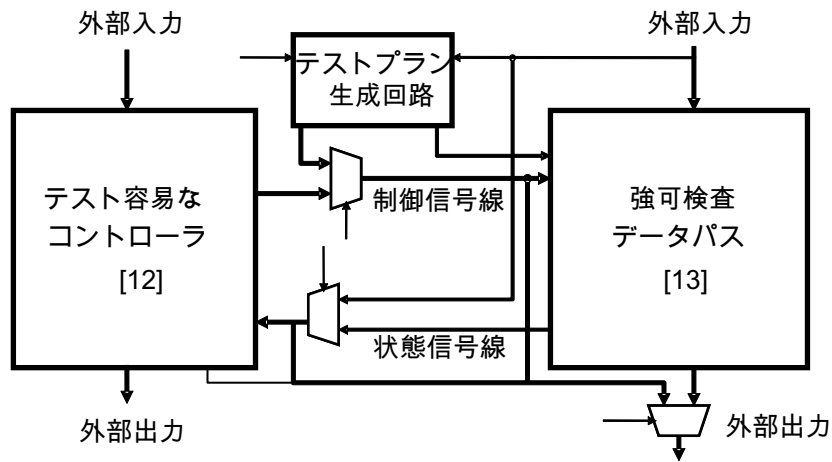 外部入力
外部入力
テストプラン
生成回路
テスト容易な
コントローラ
[12]
制御信号線
強可検査
データパス
[13]
状態信号線
外部出力
外部出力